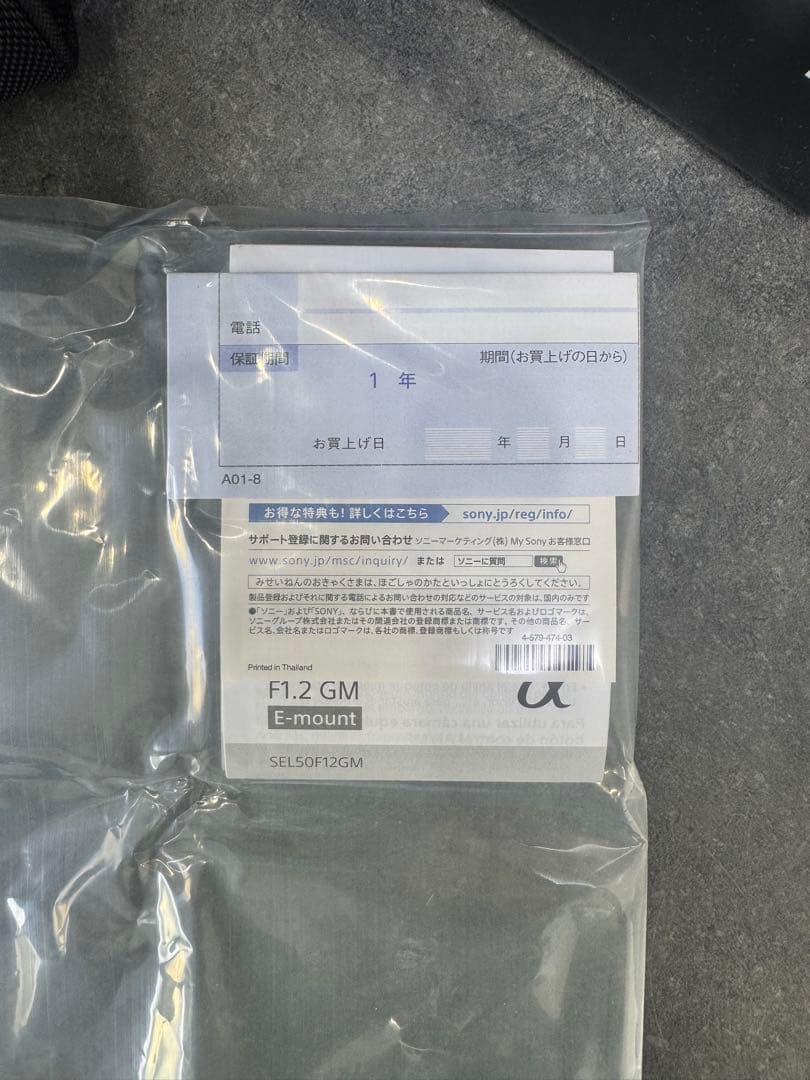 電話
保証期間
期間(お買上げの日から)
1 年
お買上げ日 年 月 日
A01-8
お得な特典も! 詳しくはこちら sony.jp/reg/info/
サポート登録に関するお問い合わせ ソニーマーケティング(株) My Sony お客様窓口
www.sony.jp/msc/inquiry/ または ソニーに質問 検索
みせいねんのおきゃくさまは、ほごしゃのかたといっしょにとうろくしてください。
製品登録およびそれに関する電話によるお問い合わせの対応などのサービスの対象は、国内のみです
●「ソニー」および「SONY」、ならびに本書で使用される商品名、サービス名およびロゴマークは、
ソニーグループ株式会社またはその関連会社の登録商標または商標です。その他の商品名、サー
ビス名、会社名またはロゴマークは、各社の商標、登録商標もしくは称号です
4-579-474-03
Printed in Thailand
F1.2 GM
α
E-mount
SEL50F12GM